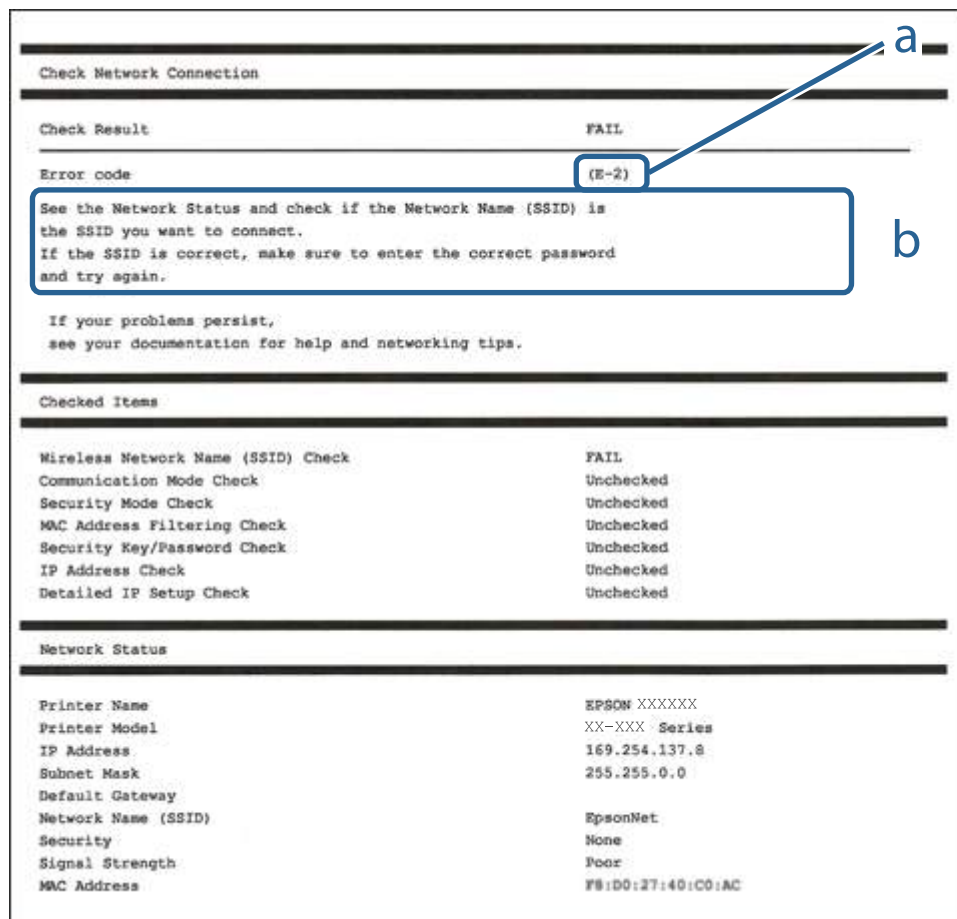 a
Check Network Connection
Check Result FAIL
Error code (E-2)
See the Network Status and check if the Network Name (SSID) is
the SSID you want to connect.
If the SSID is correct, make sure to enter the correct password
and try again.
b
If your problems persist,
see your documentation for help and networking tips.
Checked Items
Wireless Network Name (SSID) Check FAIL
Communication Mode Check Unchecked
Security Mode Check Unchecked
MAC Address Filtering Check Unchecked
Security Key/Password Check Unchecked
IP Address Check Unchecked
Detailed IP Setup Check Unchecked
Network Status
Printer Name EPSON XXXXXX
Printer Model XX-XXX Series
IP Address 169.254.137.8
Subnet Mask 255.255.0.0
Default Gateway
Network Name (SSID) EpsonNet
Security None
Signal Strength Poor
MAC Address F8:D0:27:40:C0:AC